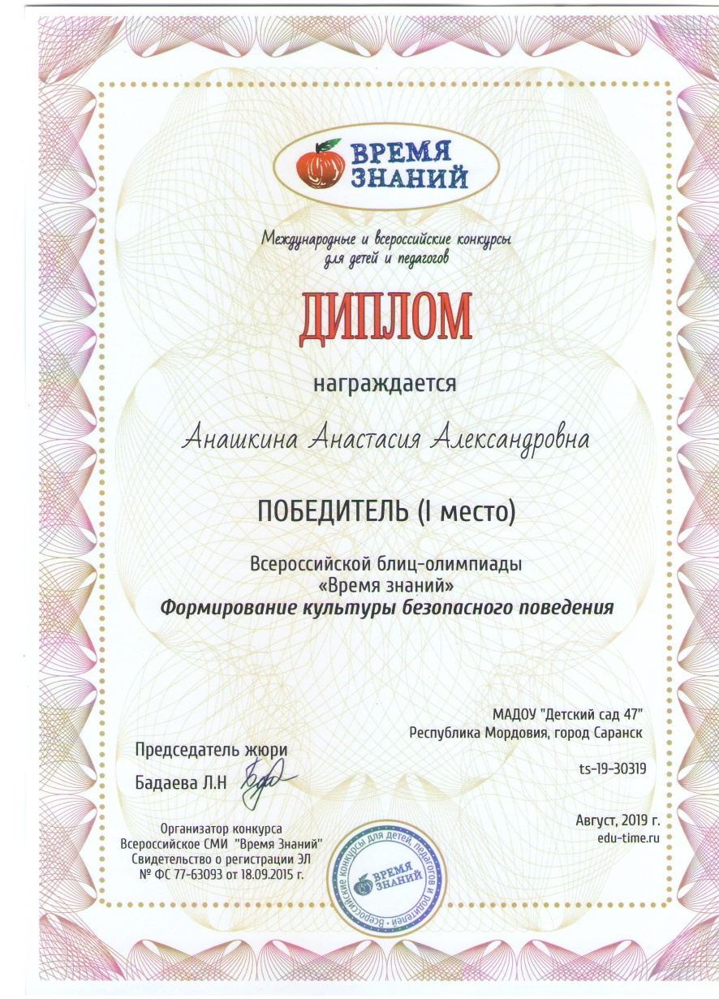 ВРЕМЯ
ЗНАНИЙ
Международные и всероссийские конкурсы
для детей и педагогов
ДИПЛОМ
награждается
Анашкина Анастасия Александровна
ПОБЕДИТЕЛЬ (I место)
Всероссийской блиц-олимпиады
«Время знаний»
Формирование культуры безопасного поведения
МАДОУ "Детский сад 47"
Республика Мордовия, город Саранск
ts-19-30319
Председатель жюри
Бадаева Л.Н
Август, 2019 г.
edu-time.ru
Организатор конкурса
Всероссийское СМИ "Время Знаний"
Свидетельство о регистрации ЭЛ
№ ФС 77-63093 от 18.09.2015 г.
Всероссийские конкурсы для детей, педагогов и родителей •
ВРЕМЯ
ЗНАНИЙ